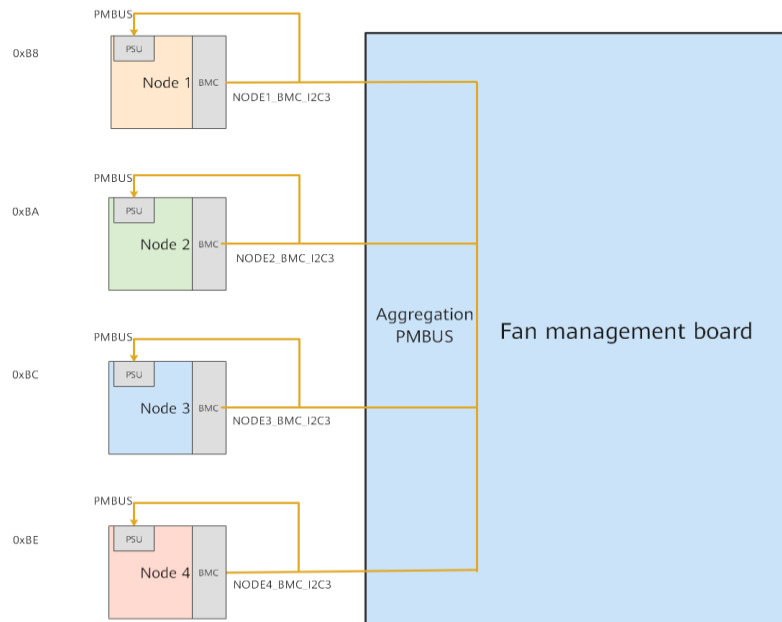 PMBUS
0xB8
PSU
Node 1
BMC
NODE1_BMC_I2C3
PMBUS
0xBA
PSU
Node 2
BMC
NODE2_BMC_I2C3
Aggregation
PMBUS
Fan management board
PMBUS
0xBC
PSU
Node 3
BMC
NODE3_BMC_I2C3
PMBUS
0xBE
PSU
Node 4
BMC
NODE4_BMC_I2C3